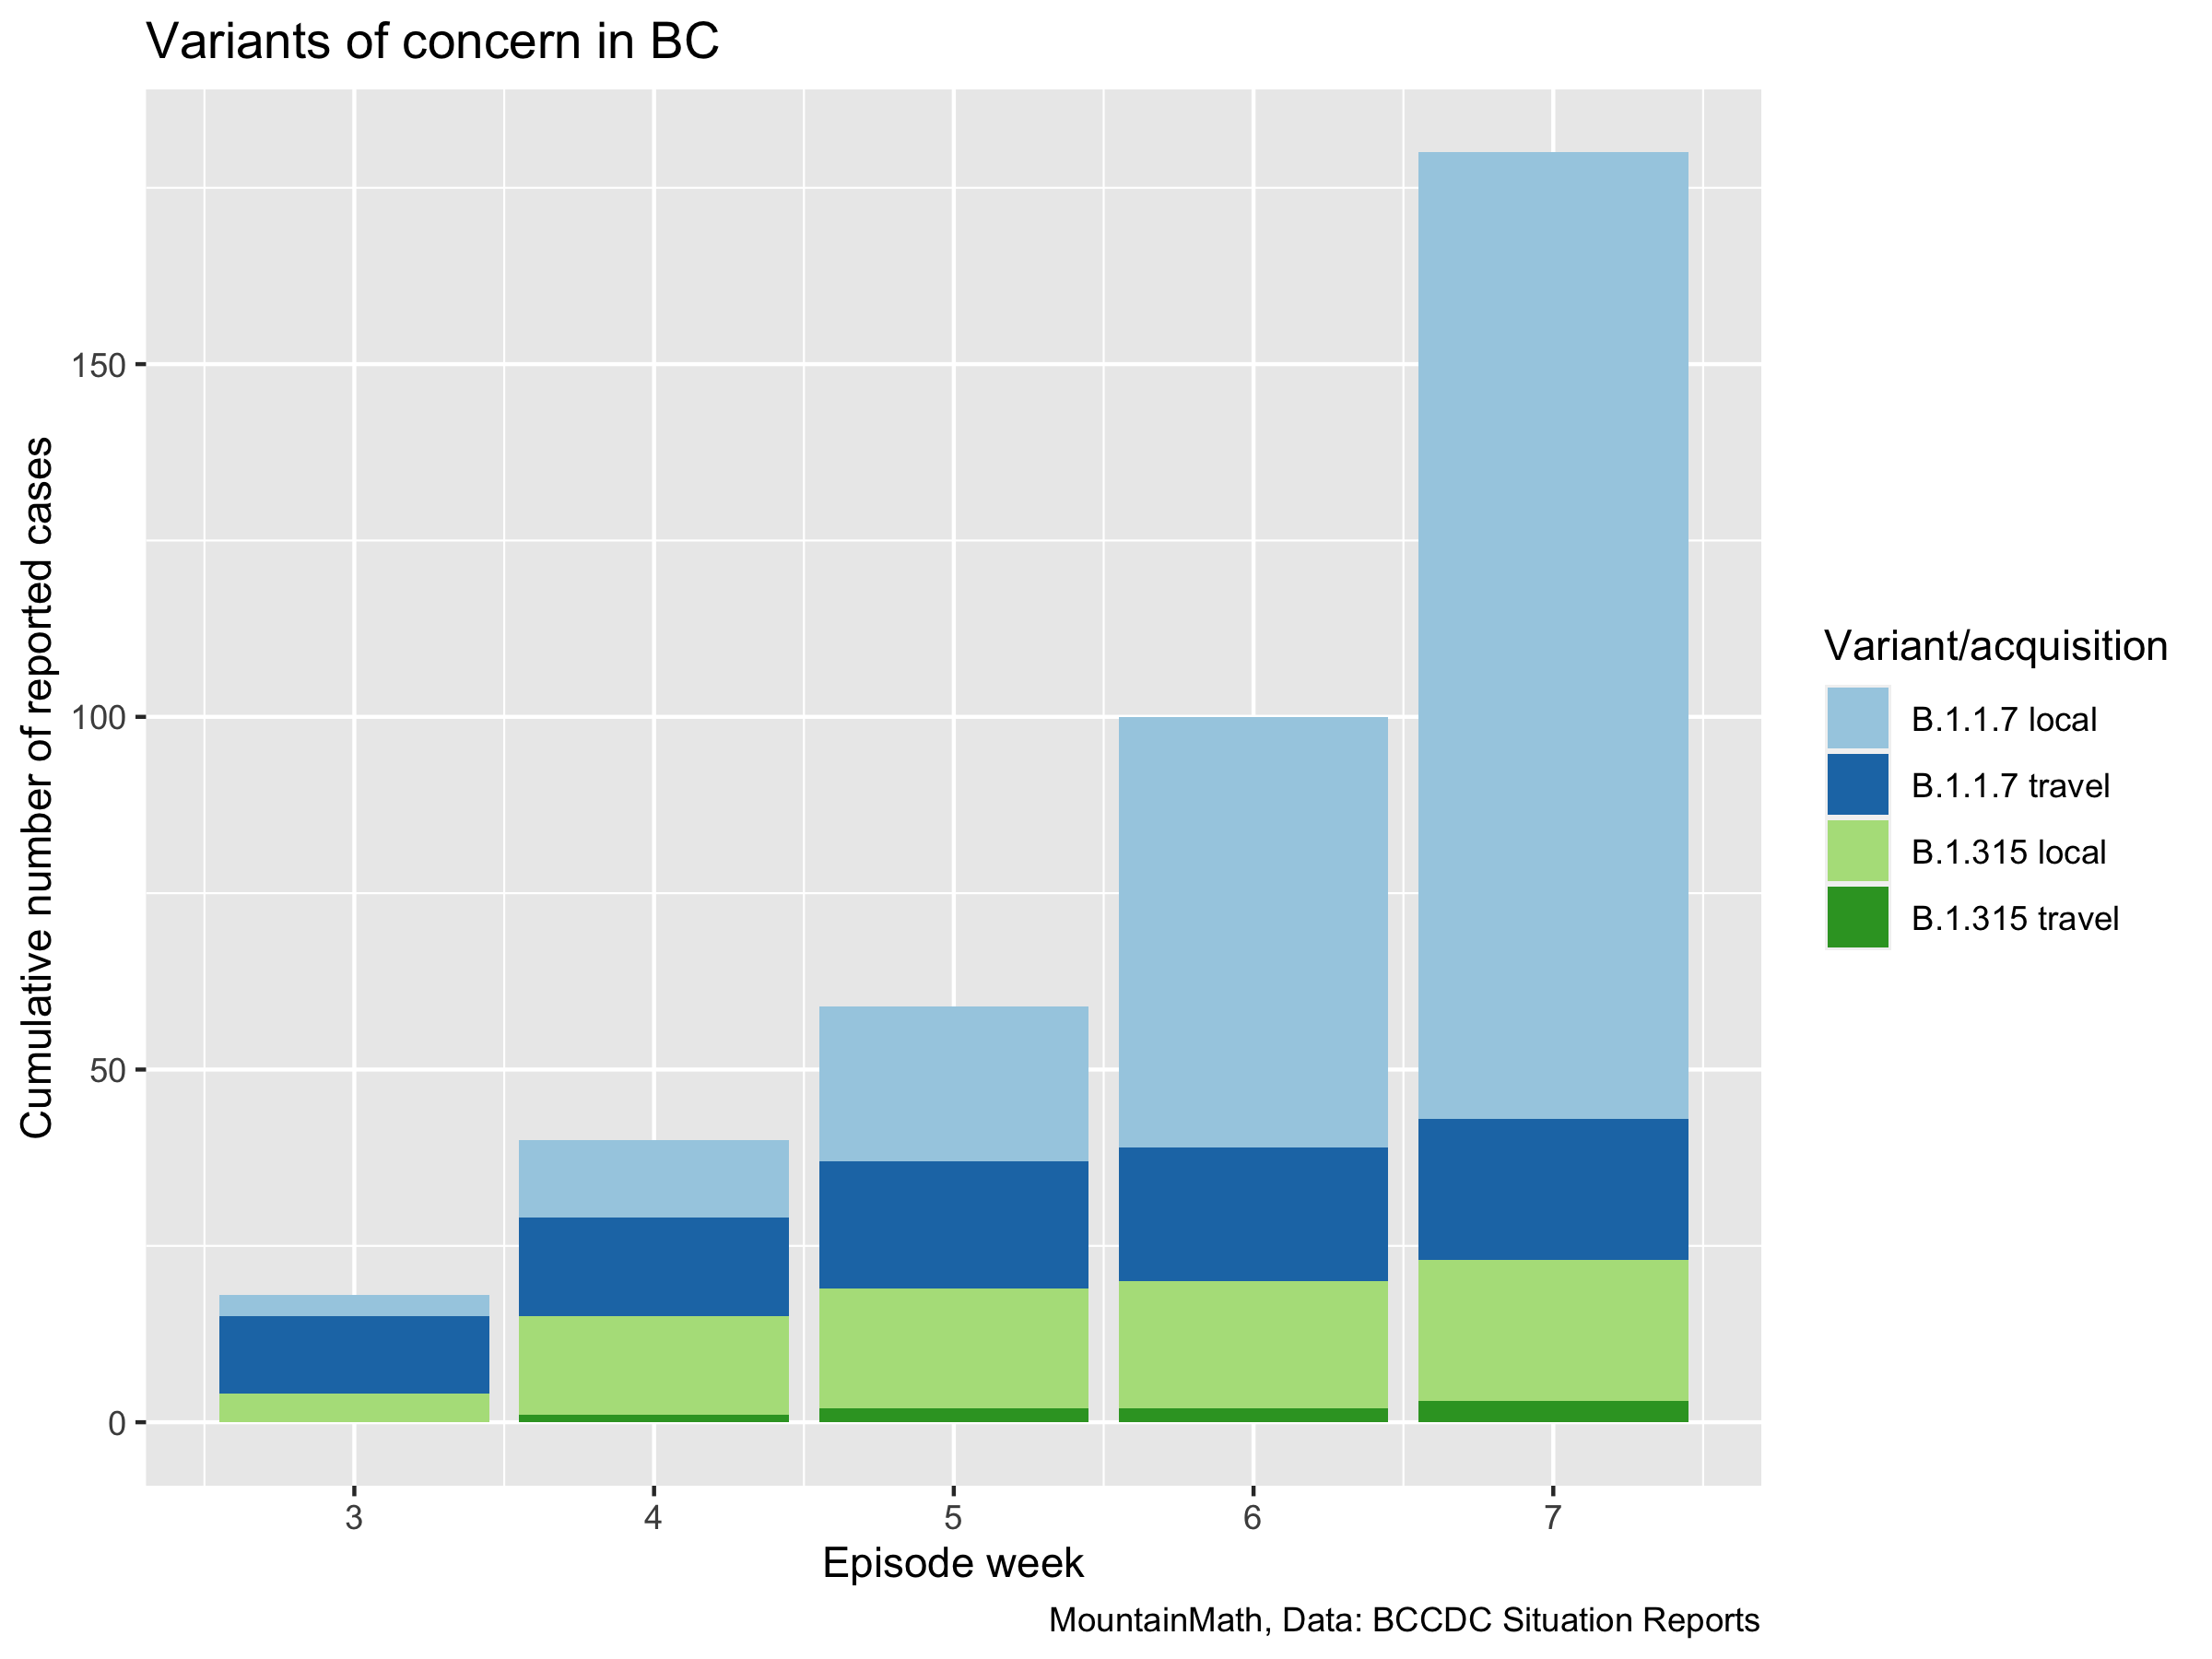 Variants of concern in BC
Cumulative number of reported cases
150
100
50
0
3 4 5 6 7
Episode week
Variant/acquisition
B.1.1.7 local
B.1.1.7 travel
B.1.315 local
B.1.315 travel
MountainMath, Data: BCCDC Situation Reports